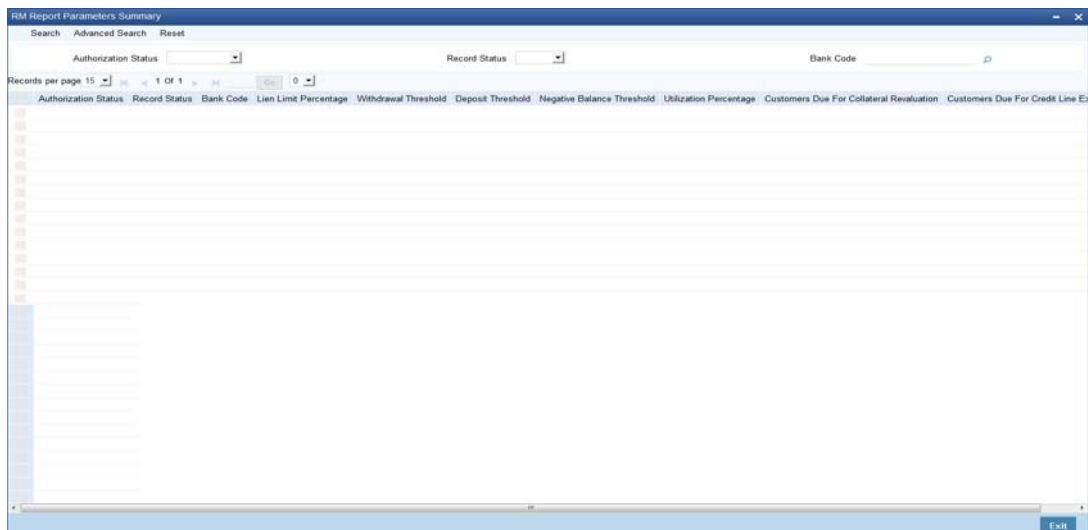 RM Report Parameters Summary
Search Advanced Search Reset
Authorization Status Record Status Bank Code
Records per page 15 1 Of 1 Go 0
Authorization Status Record Status Bank Code Lien Limit Percentage Withdrawal Threshold Deposit Threshold Negative Balance Threshold Utilization Percentage Customers Due For Collateral Revaluation Customers Due For Credit Line Ex
Exit